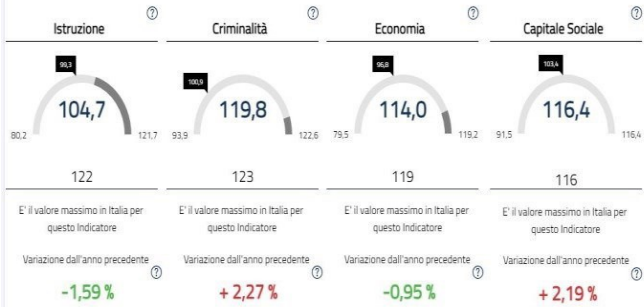 Istruzione
99,3
104,7
80,2
121,7
122
E' il valore massimo in Italia per
questo Indicatore
Variazione dall'anno precedente
?
-1,59 %
?
Criminalità
100,9
119,8
93,9
122,6
123
E' il valore massimo in Italia per
questo Indicatore
Variazione dall'anno precedente
?
+ 2,27 %
?
Economia
96,8
114,0
79,5
119,2
119
E' il valore massimo in Italia per
questo Indicatore
Variazione dall'anno precedente
?
-0,95 %
?
Capitale Sociale
103,4
116,4
91,5
116,4
116
E' il valore massimo in Italia per
questo Indicatore
Variazione dall'anno precedente
?
+ 2,19 %
?